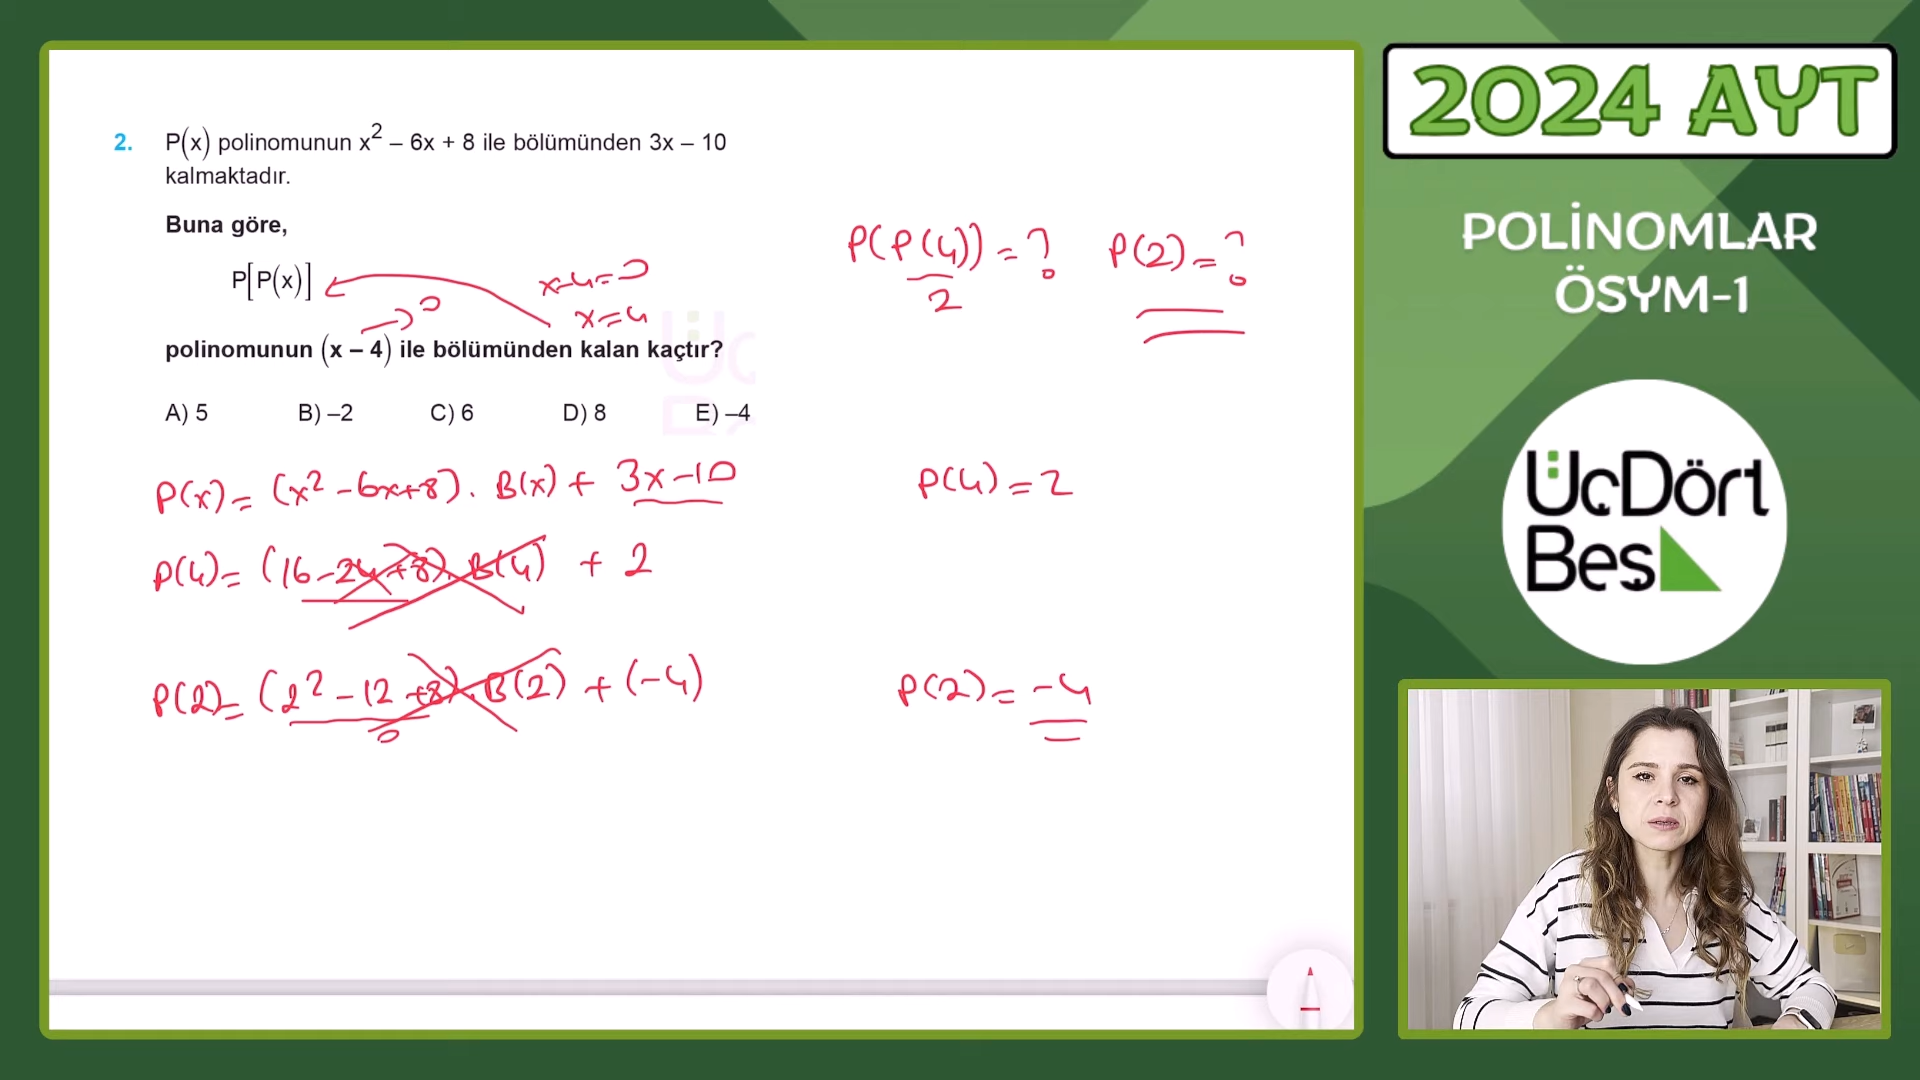 2. P(x) polinomunun x² – 6x + 8 ile bölümünden 3x – 10
kalmaktadır.
Buna göre,
P[P(x)]
x-4=0
x=4
0
polinomunun (x – 4) ile bölümünden kalan kaçtır?
A) 5 B) –2 C) 6 D) 8 E) –4
P(x) = (x² - 6x+8) . B(x) + 3x-10
P(4) = (16-24+8) . B(4) + 2
P(2) = (2² - 12 +8) . B(2) + (-4)
0
P(P(4)) = ?
2
P(2) = ?
P(4) = 2
P(2) = -4
2024 AYT
POLİNOMLAR
ÖSYM-1
ÜçDört
Beş